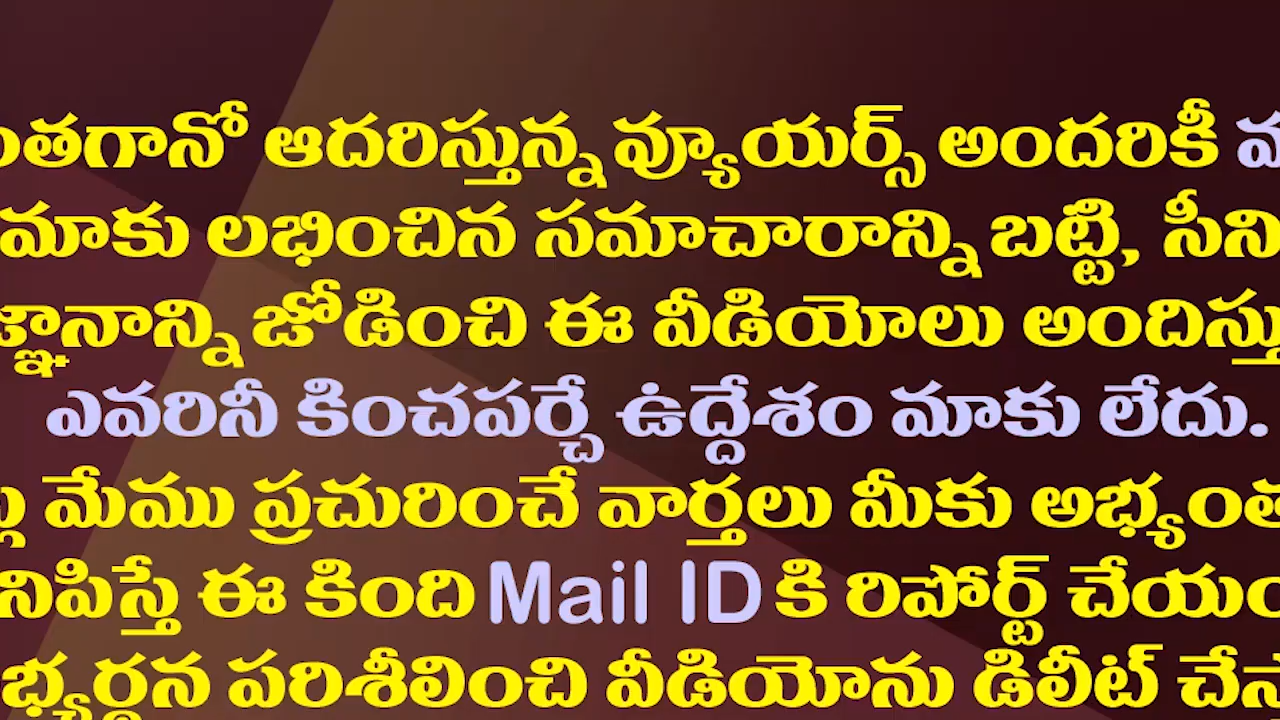 ంతగానో ఆదరిస్తున్న వ్యూయర్స్ అందరికీ
మాకు లభించిన సమాచారాన్ని బట్టి, సీని
జ్ఞానాన్ని జోడించి ఈ వీడియోలు అందిస్తు
ఎవరినీ కించపర్చే ఉద్దేశం మాకు లేదు.
మేము ప్రచురించే వార్తలు మీకు అభ్యంత
నిపిస్తే ఈ కింది Mail ID కి రిపోర్ట్ చేయం
భ్యర్థన పరిశీలించి వీడియోను డిలీట్ చేస